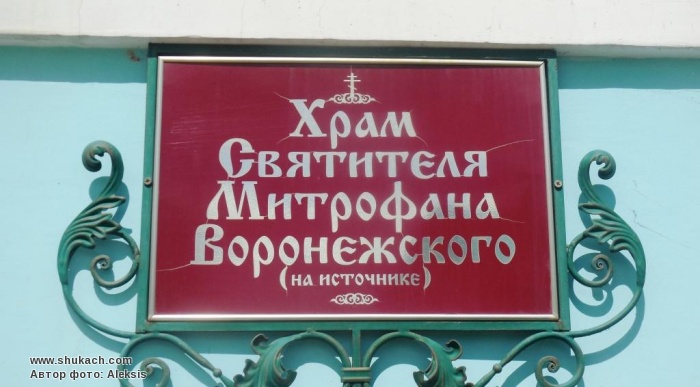 Храм
Святителя
Митрофана
Воронежского
(на источнике)
www.shukach.com
Автор фото: Aleksis